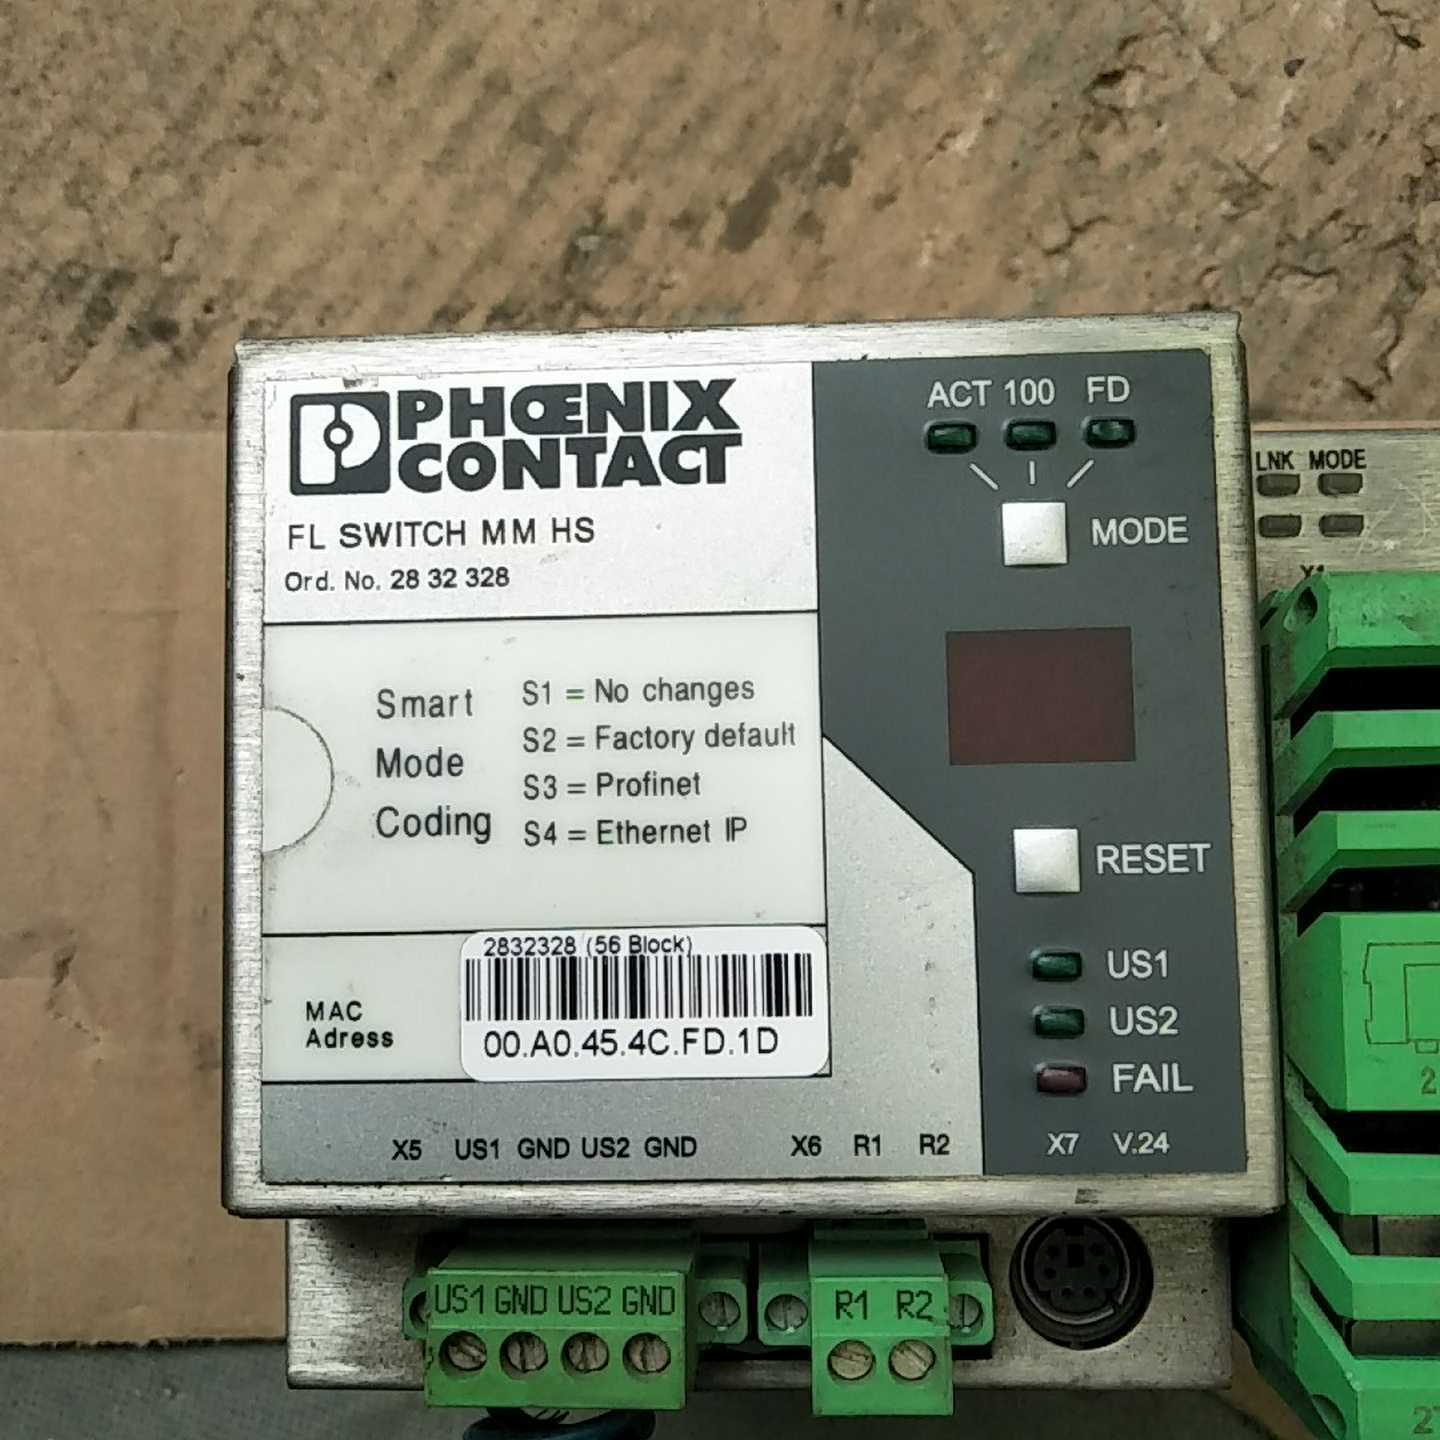 PHŒNIX
CONTACT
FL SWITCH MM HS
Ord. No. 28 32 328
ACT 100 FD
MODE
LNK MODE
X1
Smart
Mode
Coding
S1 = No changes
S2 = Factory default
S3 = Profinet
S4 = Ethernet IP
RESET
2832328 (56 Block)
MAC
Adress
00.A0.45.4C.FD.1D
US1
US2
FAIL
X5 US1 GND US2 GND
X6 R1 R2
X7 V.24
US1 GND US2 GND
R1 R2
2